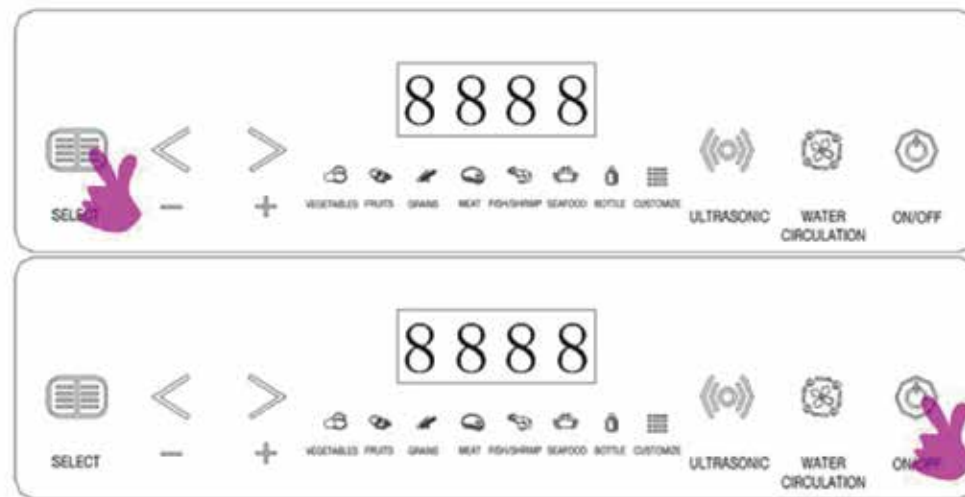 8888
VEGETABLES FRUITS GRAINS MEAT FISH/SHRIMP SEAFOOD BOTTLE CUSTOMIZE
SELECT − + ULTRASONIC WATER CIRCULATION ON/OFF
8888
VEGETABLES FRUITS GRAINS MEAT FISH/SHRIMP SEAFOOD BOTTLE CUSTOMIZE
SELECT − + ULTRASONIC WATER CIRCULATION ON/OFF